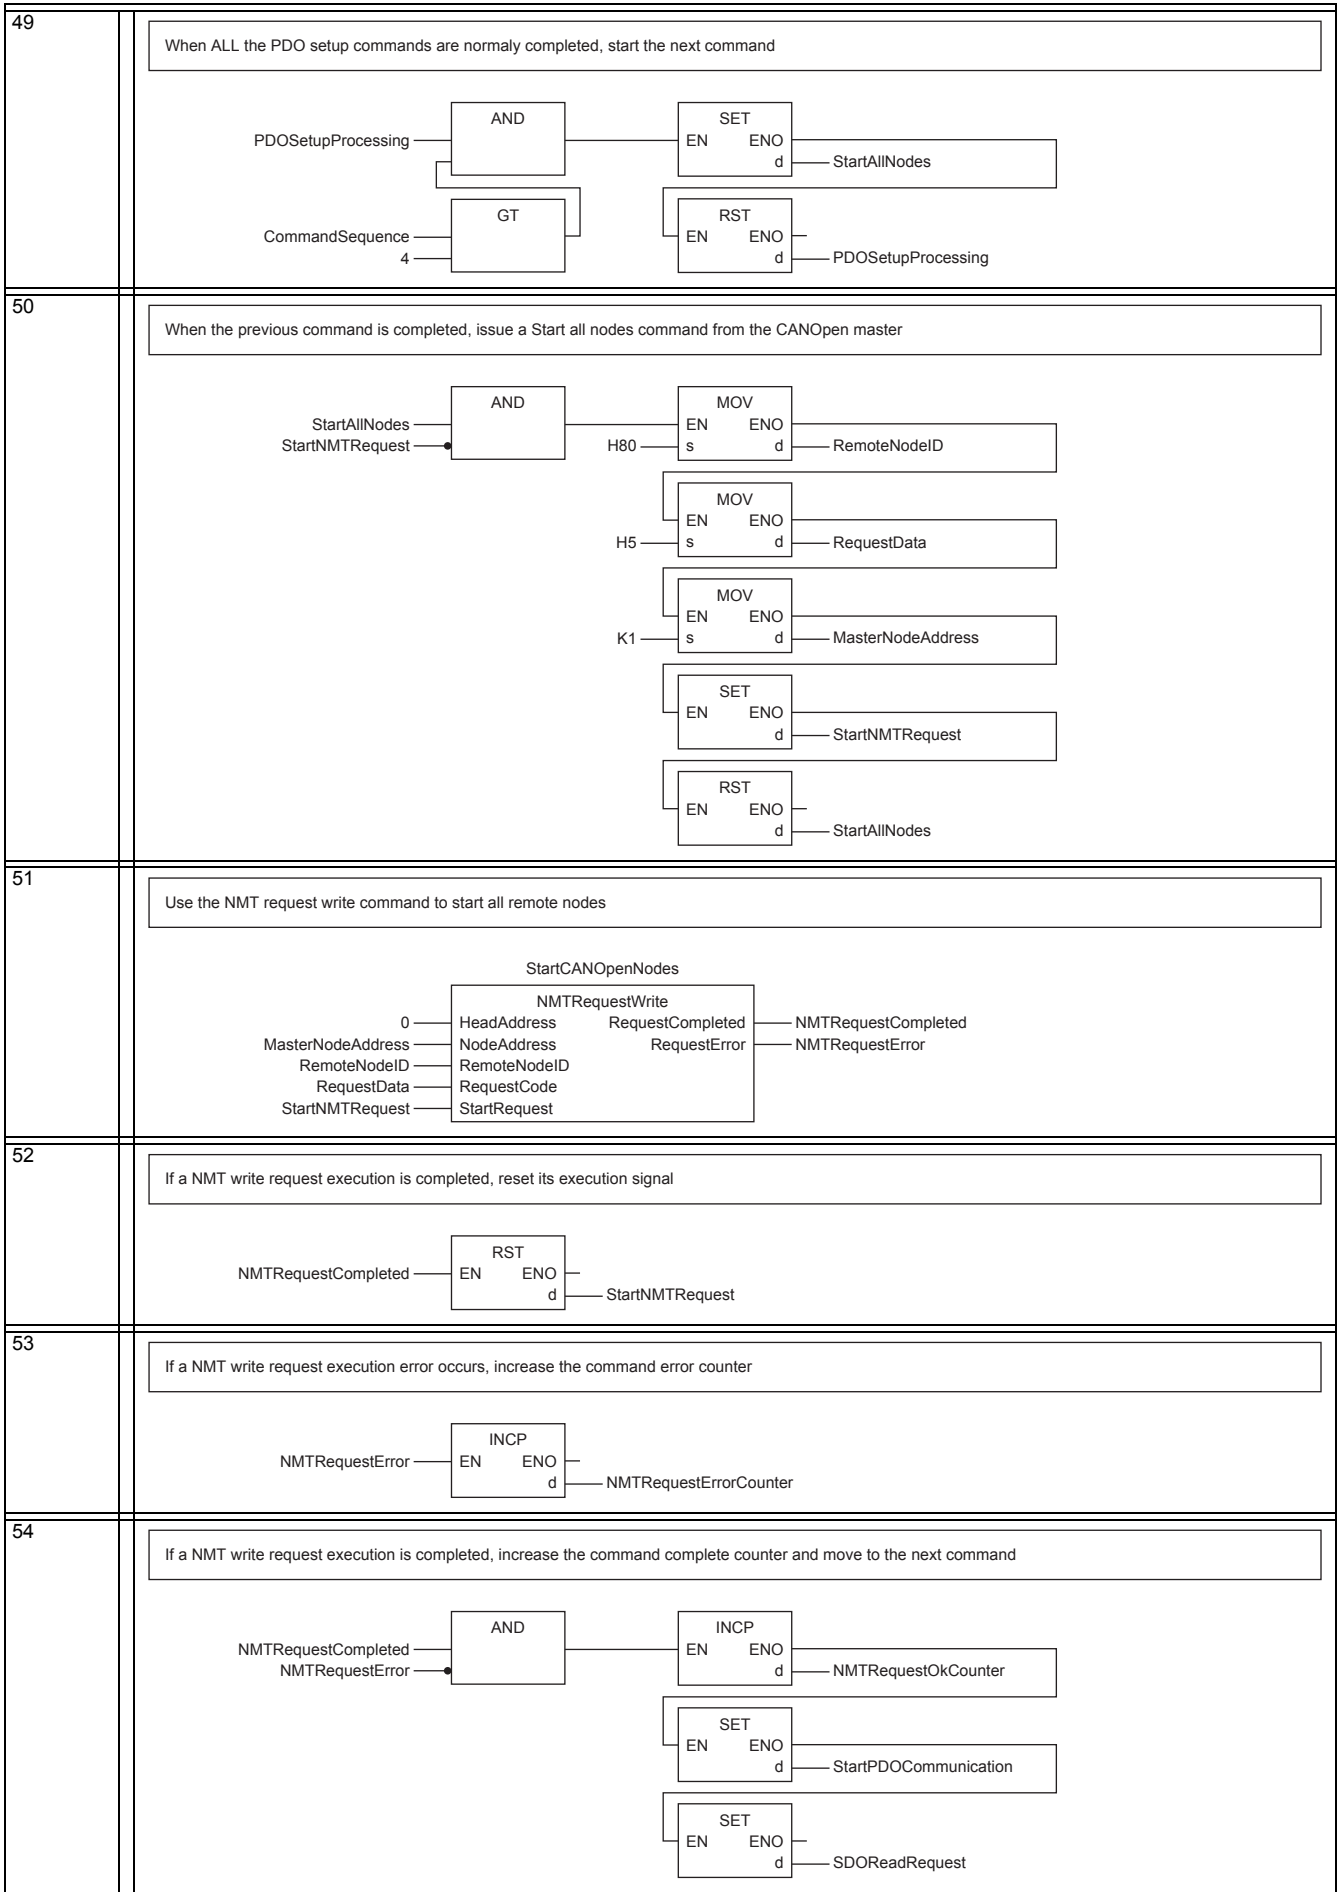 49
When ALL the PDO setup commands are normaly completed, start the next command
AND
SET
PDOSetupProcessing
EN ENO
d StartAllNodes
GT
RST
CommandSequence
EN ENO
4
d PDOSetupProcessing
50
When the previous command is completed, issue a Start all nodes command from the CANOpen master
AND
MOV
StartAllNodes
EN ENO
StartNMTRequest
H80 s d RemoteNodeID
MOV
EN ENO
H5 s d RequestData
MOV
EN ENO
K1 s d MasterNodeAddress
SET
EN ENO
d StartNMTRequest
RST
EN ENO
d StartAllNodes
51
Use the NMT request write command to start all remote nodes
StartCANOpenNodes
NMTRequestWrite
0 HeadAddress RequestCompleted NMTRequestCompleted
MasterNodeAddress NodeAddress RequestError NMTRequestError
RemoteNodeID RemoteNodeID
RequestData RequestCode
StartNMTRequest StartRequest
52
If a NMT write request execution is completed, reset its execution signal
RST
NMTRequestCompleted EN ENO
d StartNMTRequest
53
If a NMT write request execution error occurs, increase the command error counter
INCP
NMTRequestError EN ENO
d NMTRequestErrorCounter
54
If a NMT write request execution is completed, increase the command complete counter and move to the next command
AND
INCP
NMTRequestCompleted
EN ENO
NMTRequestError
d NMTRequestOkCounter
SET
EN ENO
d StartPDOCommunication
SET
EN ENO
d SDOReadRequest